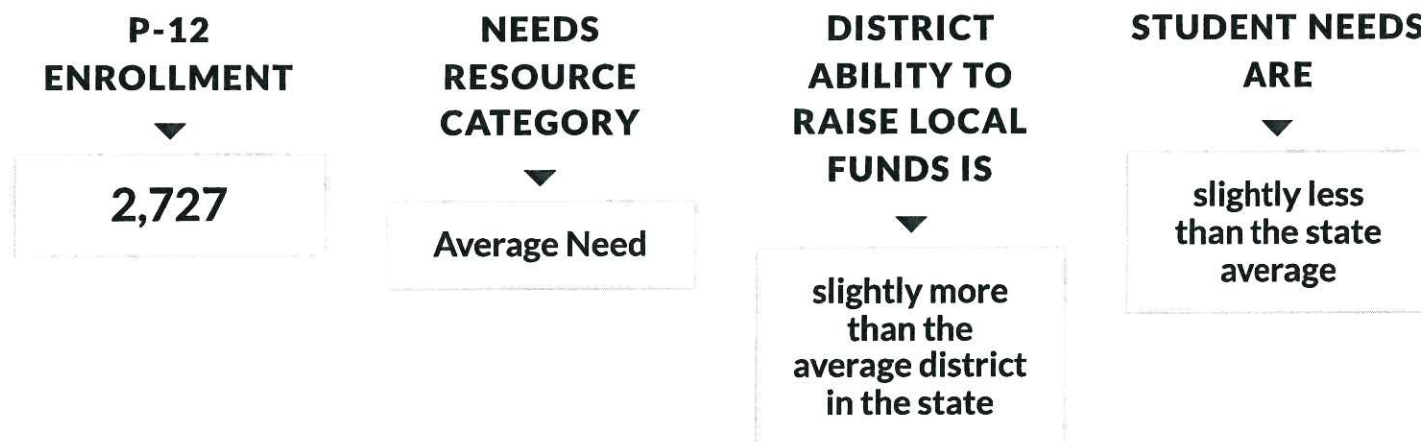 P-12
ENROLLMENT
2,727
NEEDS
RESOURCE
CATEGORY
Average Need
DISTRICT
ABILITY TO
RAISE LOCAL
FUNDS IS
slightly more
than the
average district
in the state
STUDENT NEEDS
ARE
slightly less
than the state
average